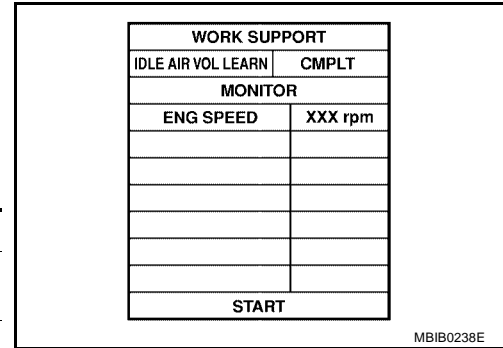 WORK SUPPORT
IDLE AIR VOL LEARN CMPLT
MONITOR
ENG SPEED XXX rpm
START
MBIB0238E